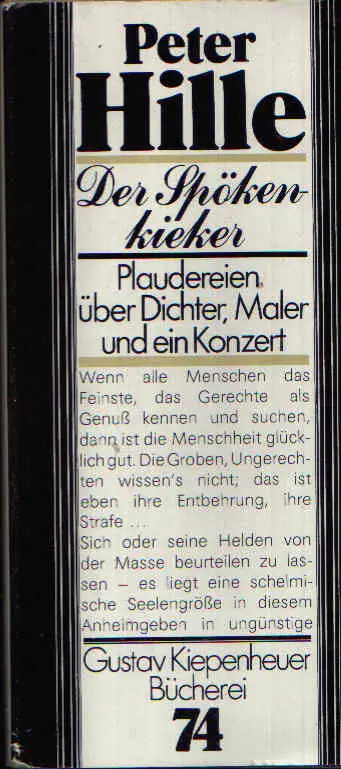 Peter
Hille
Der Spöken-
kieker
Plaudereien
über Dichter, Maler
und ein Konzert
Wenn alle Menschen das
Feinste, das Gerechte als
Genuß kennen und suchen,
dann ist die Menschheit glück-
lich gut. Die Groben, Ungerech-
ten wissen's nicht; das ist
eben ihre Entbehrung, ihre
Strafe ...
Sich oder seine Helden von
der Masse beurteilen zu las-
sen – es liegt eine schelmi-
sche Seelengröße in diesem
Anheimgeben in ungünstige
Gustav Kiepenheuer
Bücherei
74